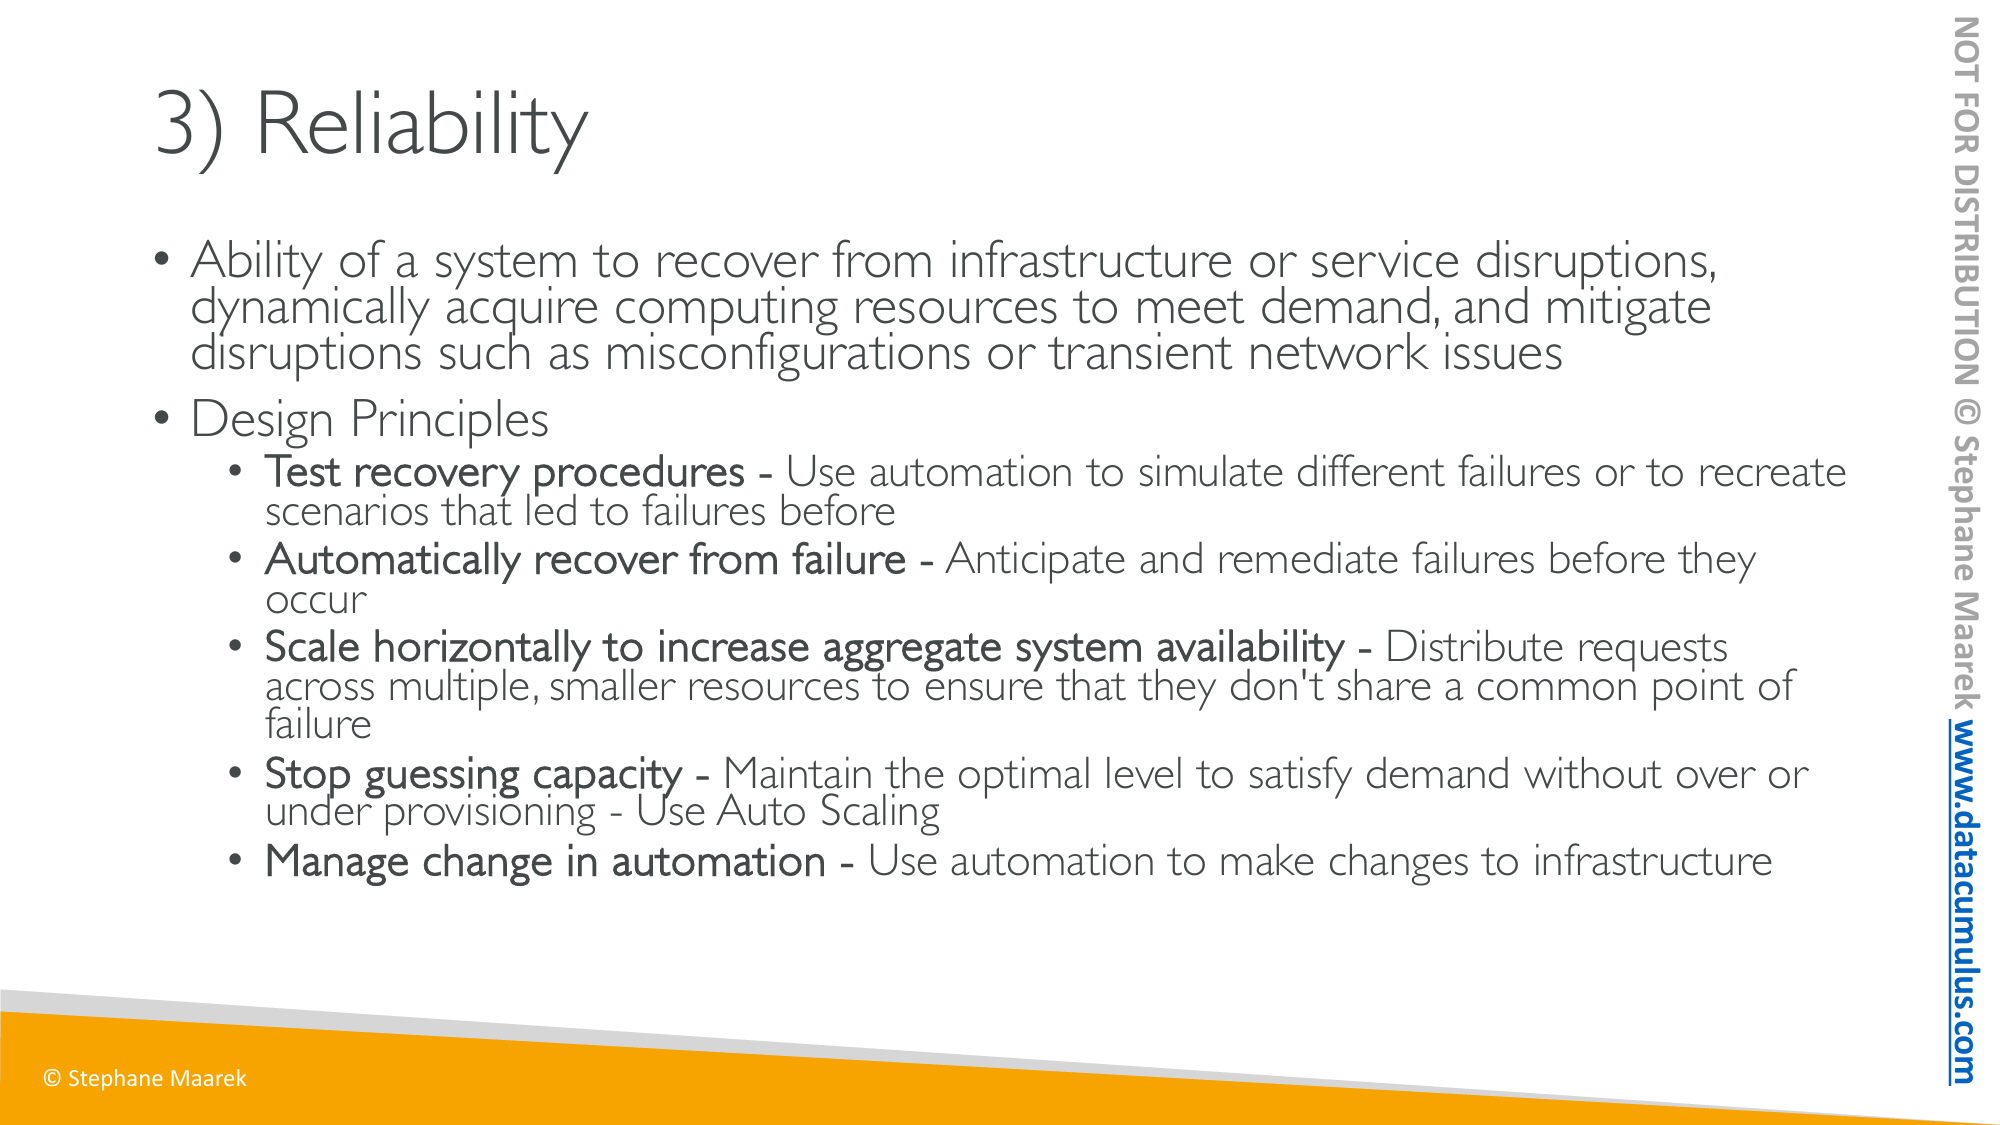 3) Reliability
• Ability of a system to recover from infrastructure or service disruptions,
dynamically acquire computing resources to meet demand, and mitigate
disruptions such as misconfigurations or transient network issues
• Design Principles
• Test recovery procedures - Use automation to simulate different failures or to recreate
scenarios that led to failures before
• Automatically recover from failure - Anticipate and remediate failures before they
occur
• Scale horizontally to increase aggregate system availability - Distribute requests
across multiple, smaller resources to ensure that they don't share a common point of
failure
• Stop guessing capacity - Maintain the optimal level to satisfy demand without over or
under provisioning - Use Auto Scaling
• Manage change in automation - Use automation to make changes to infrastructure
© Stephane Maarek
NOT FOR DISTRIBUTION © Stephane Maarek www.datacumulus.com